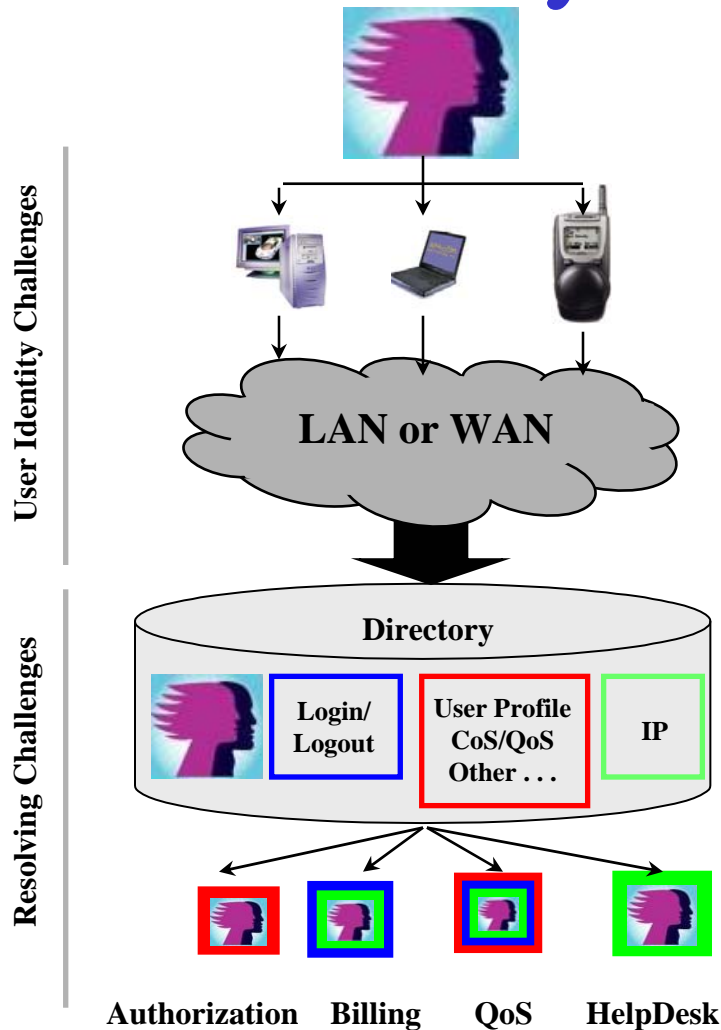 User Identity Challenges
LAN or WAN
Resolving Challenges
Directory
Login/
Logout
User Profile
CoS/QoS
Other . . .
IP
Authorization Billing QoS HelpDesk